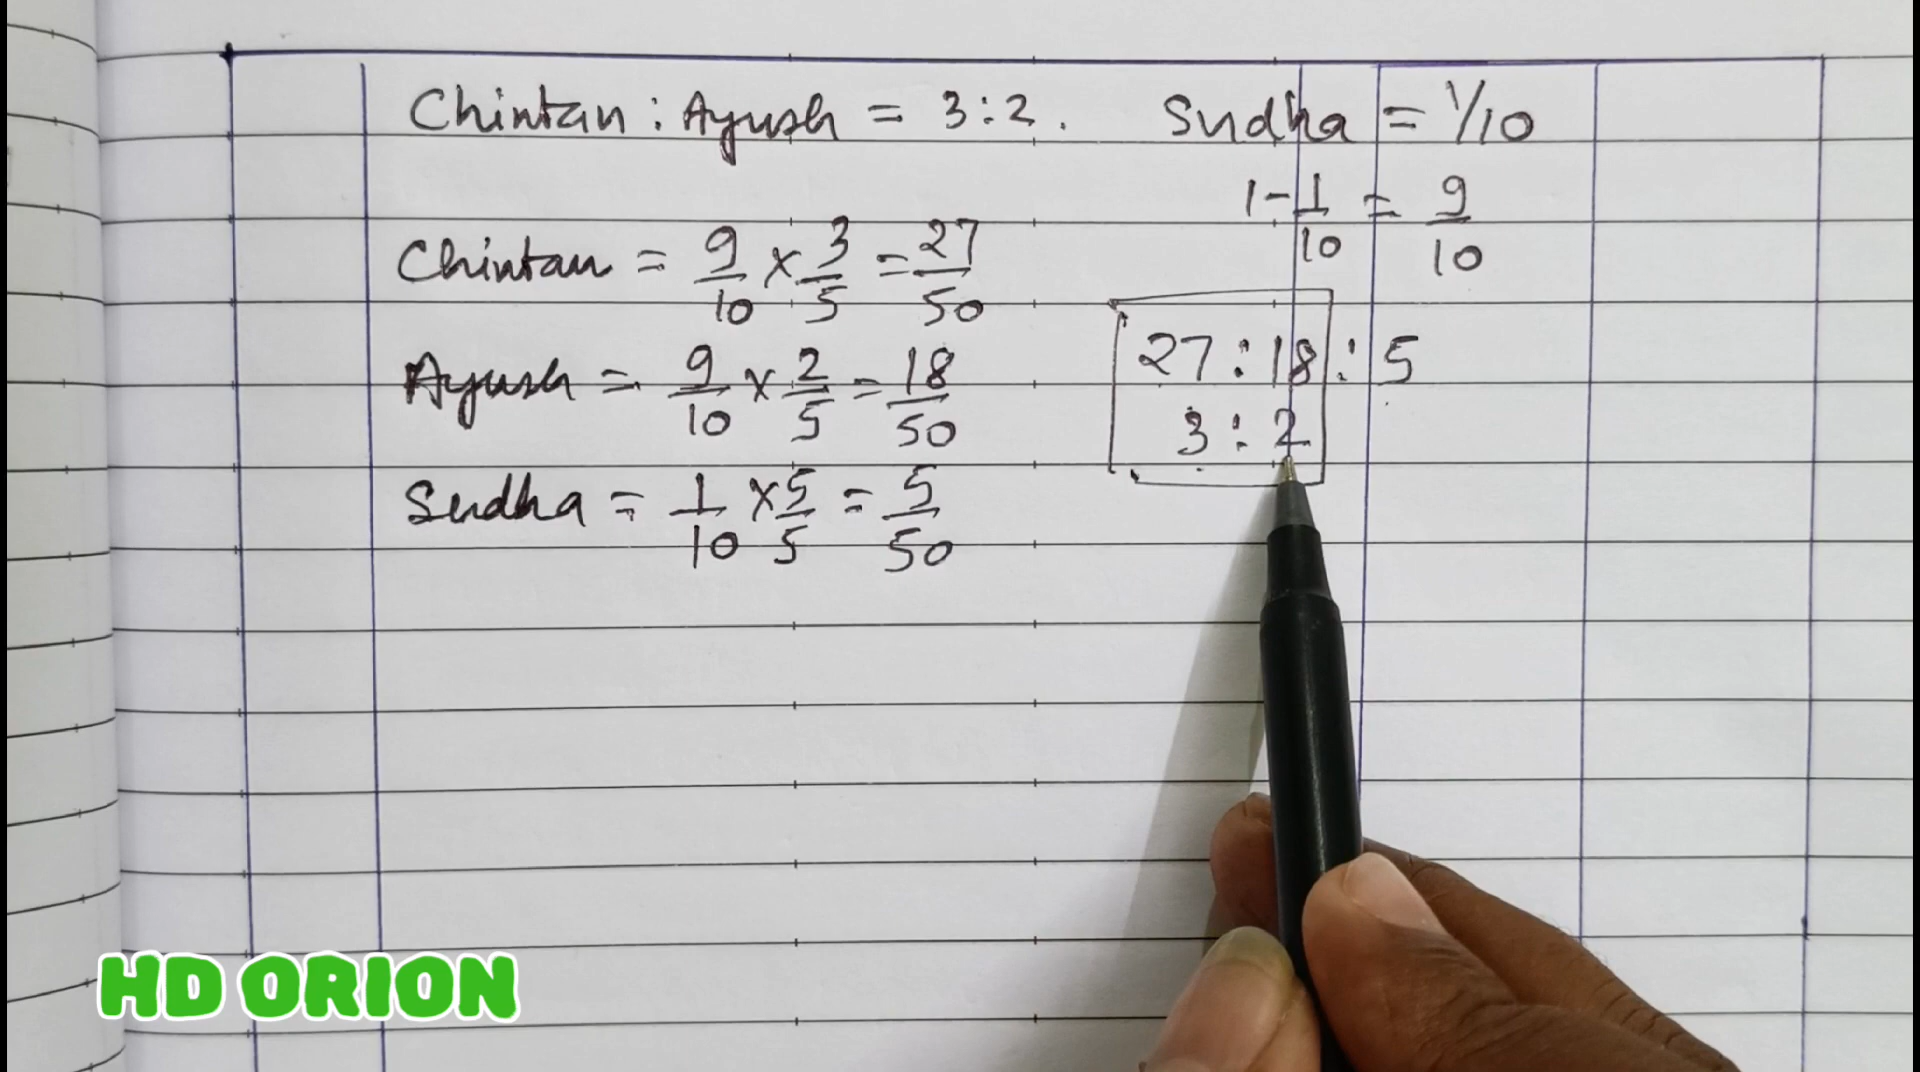 Chintan : Ayush = 3:2. Sudha = 1/10
1 - 1/10 = 9/10
Chintan = 9/10 × 3/5 = 27/50
27 : 18 : 5
Ayush = 9/10 × 2/5 = 18/50
3 : 2
Sudha = 1/10 × 5/5 = 5/50
HD ORION